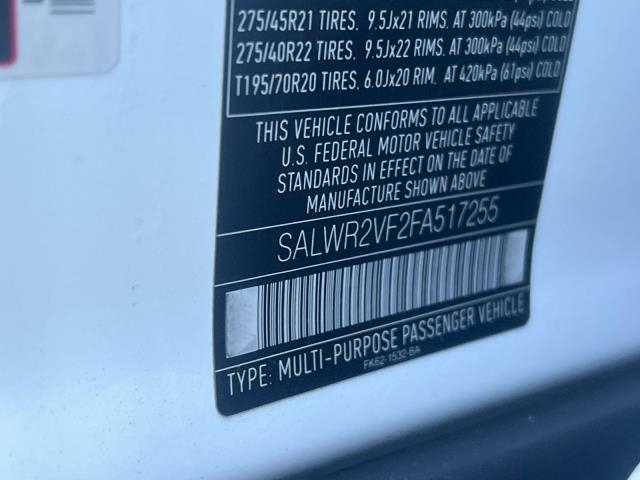 275/45R21 TIRES. 9.5Jx21 RIMS. AT 300kPa (44psi) COLD
275/40R22 TIRES. 9.5Jx22 RIMS. AT 300kPa (44psi) COLD
T195/70R20 TIRES. 6.0Jx20 RIM. AT 420kPa (61psi) COLD
THIS VEHICLE CONFORMS TO ALL APPLICABLE
U.S. FEDERAL MOTOR VEHICLE SAFETY
STANDARDS IN EFFECT ON THE DATE OF
MANUFACTURE SHOWN ABOVE
SALWR2VF2FA517255
TYPE: MULTI-PURPOSE PASSENGER VEHICLE
FK62-1532-BA